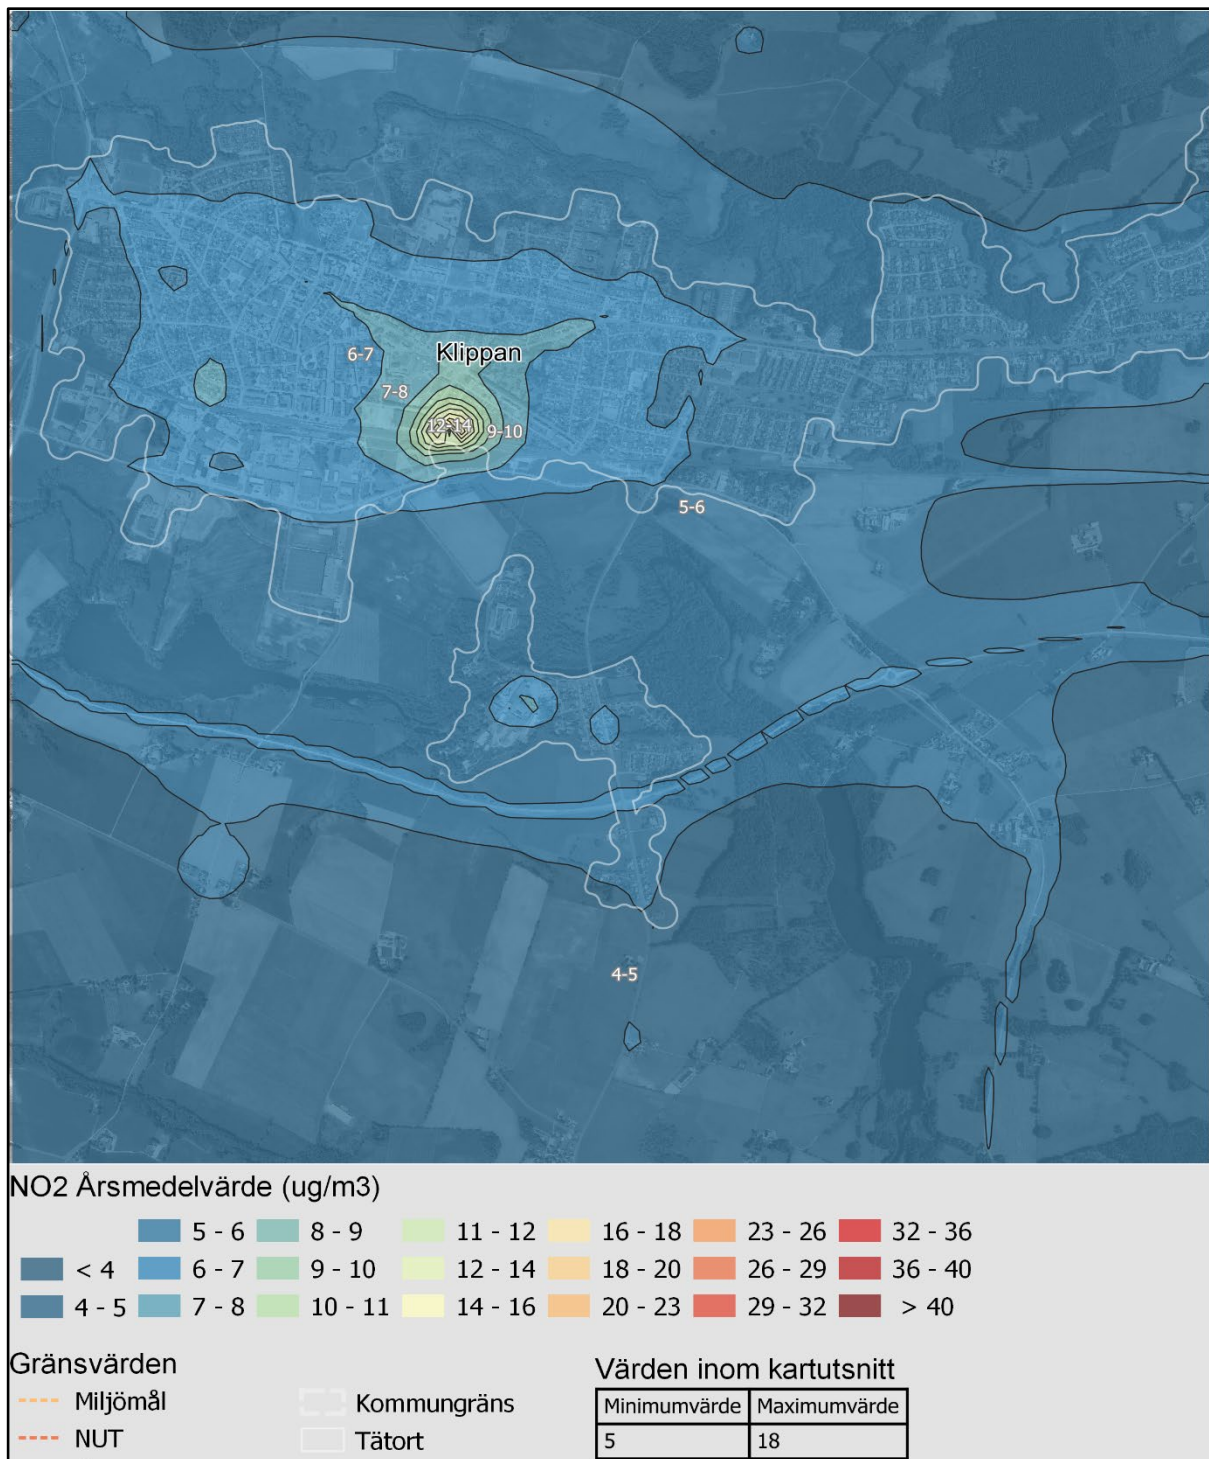 Klippan
6-7
7-8
12-14
9-10
5-6
4-5
NO2 Årsmedelvärde (ug/m3)
5 - 6 8 - 9 11 - 12 16 - 18 23 - 26 32 - 36
< 4 6 - 7 9 - 10 12 - 14 18 - 20 26 - 29 36 - 40
4 - 5 7 - 8 10 - 11 14 - 16 20 - 23 29 - 32 > 40
Gränsvärden
Miljömål
NUT
Kommungräns
Tätort
Värden inom kartutsnitt
Minimumvärde Maximumvärde
5 18